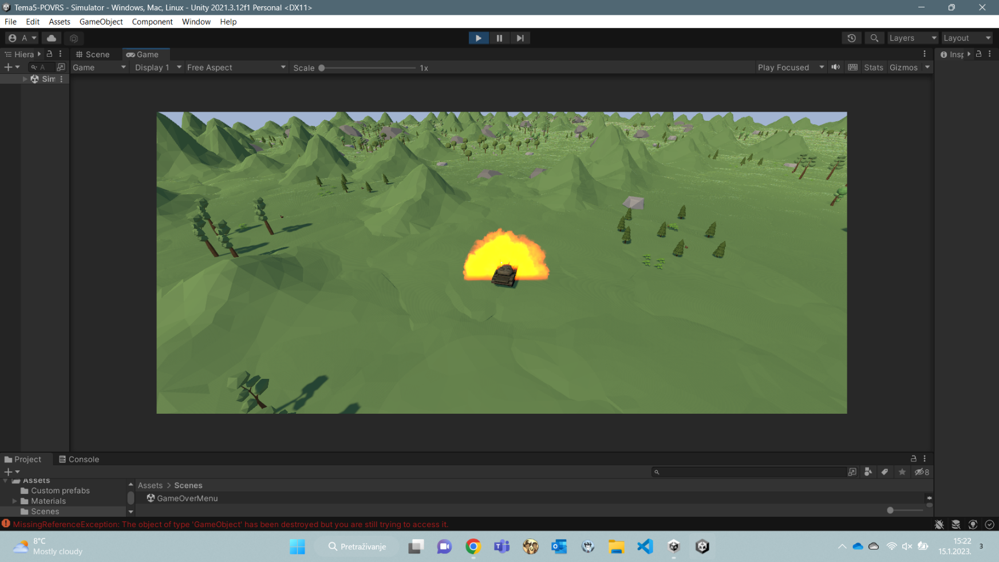 Tema5-POVRS - Simulator - Windows, Mac, Linux - Unity 2021.3.12f1 Personal <DX11>
File Edit Assets GameObject Component Window Help
A Layers Layout
Hiera Scene Game Insp
A Game Display 1 Free Aspect Scale 1x Play Focused Stats Gizmos
Sim
Project Console
8
Assets
Assets > Scenes
Custom prefabs
GameOverMenu
Materials
Scenes
MissingReferenceException: The object of type 'GameObject' has been destroyed but you are still trying to access it.
8°C
Mostly cloudy
Pretraživanje
15:22
15.1.2023.
3